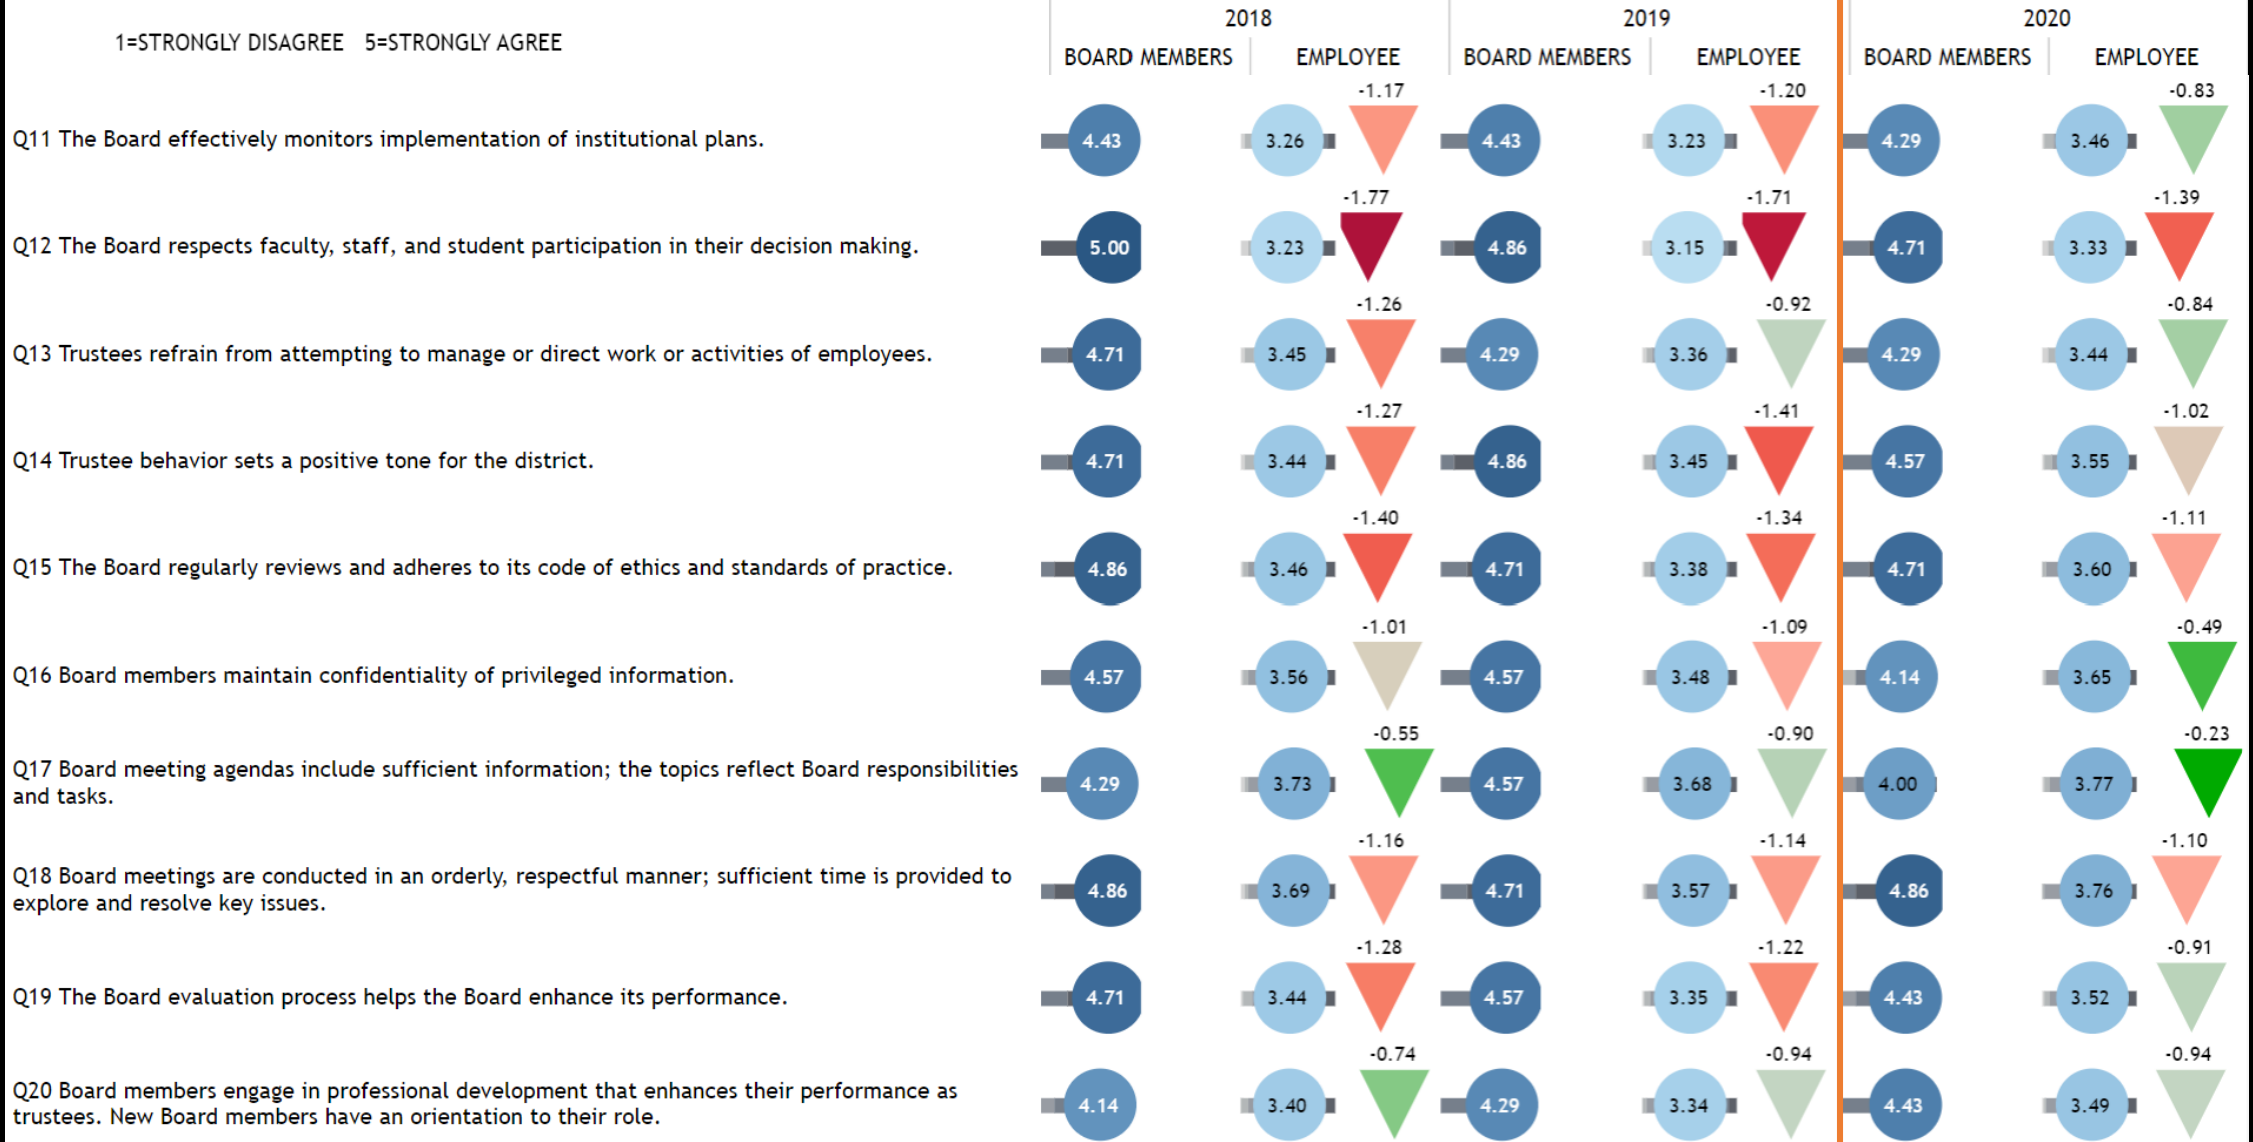 2018 2019 2020
1=STRONGLY DISAGREE 5=STRONGLY AGREE
BOARD MEMBERS EMPLOYEE BOARD MEMBERS EMPLOYEE BOARD MEMBERS EMPLOYEE
-1.17 -1.20 -0.83
Q11 The Board effectively monitors implementation of institutional plans. 4.43 3.26 4.43 3.23 4.29 3.46
-1.77 -1.71 -1.39
Q12 The Board respects faculty, staff, and student participation in their decision making. 5.00 3.23 4.86 3.15 4.71 3.33
-1.26 -0.92 -0.84
Q13 Trustees refrain from attempting to manage or direct work or activities of employees. 4.71 3.45 4.29 3.36 4.29 3.44
-1.27 -1.41 -1.02
Q14 Trustee behavior sets a positive tone for the district. 4.71 3.44 4.86 3.45 4.57 3.55
-1.40 -1.34 -1.11
Q15 The Board regularly reviews and adheres to its code of ethics and standards of practice. 4.86 3.46 4.71 3.38 4.71 3.60
-1.01 -1.09 -0.49
Q16 Board members maintain confidentiality of privileged information. 4.57 3.56 4.57 3.48 4.14 3.65
-0.55 -0.90 -0.23
Q17 Board meeting agendas include sufficient information; the topics reflect Board responsibilities
and tasks.
4.29 3.73 4.57 3.68 4.00 3.77
-1.16 -1.14 -1.10
Q18 Board meetings are conducted in an orderly, respectful manner; sufficient time is provided to
explore and resolve key issues.
4.86 3.69 4.71 3.57 4.86 3.76
-1.28 -1.22 -0.91
Q19 The Board evaluation process helps the Board enhance its performance. 4.71 3.44 4.57 3.35 4.43 3.52
-0.74 -0.94 -0.94
Q20 Board members engage in professional development that enhances their performance as
trustees. New Board members have an orientation to their role.
4.14 3.40 4.29 3.34 4.43 3.49